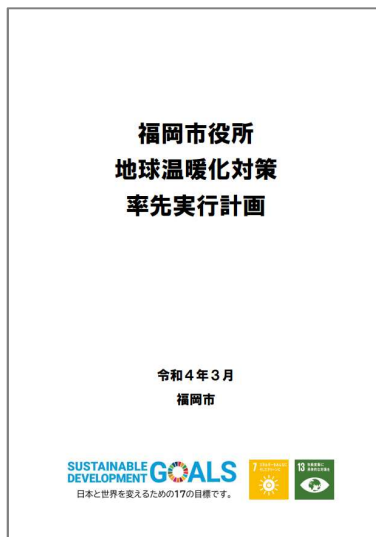 福岡市役所
地球温暖化対策
率先実行計画
令和4年3月
福岡市
SUSTAINABLE
DEVELOPMENT GOALS
日本と世界を変えるための17の目標です。
7
13